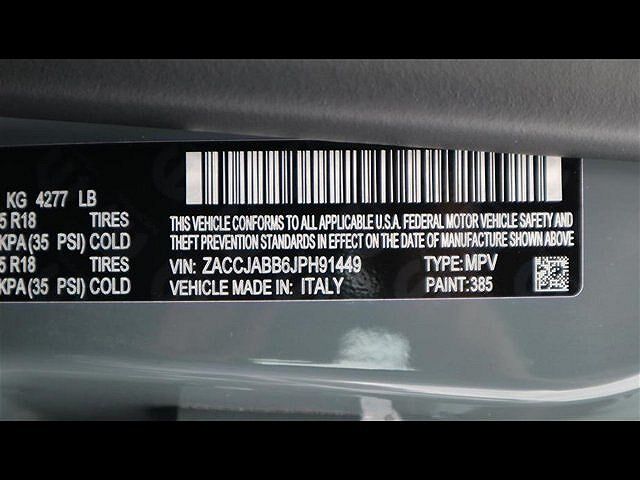 KG 4277 LB
5 R18 TIRES
KPA(35 PSI) COLD
5 R18 TIRES
KPA(35 PSI) COLD
THIS VEHICLE CONFORMS TO ALL APPLICABLE U.S.A. FEDERAL MOTOR VEHICLE SAFETY AND
THEFT PREVENTION STANDARDS IN EFFECT ON THE DATE OF MANUFACTURE SHOWN ABOVE
VIN: ZACCJABB6JPH91449 TYPE: MPV
VEHICLE MADE IN: ITALY PAINT: 385